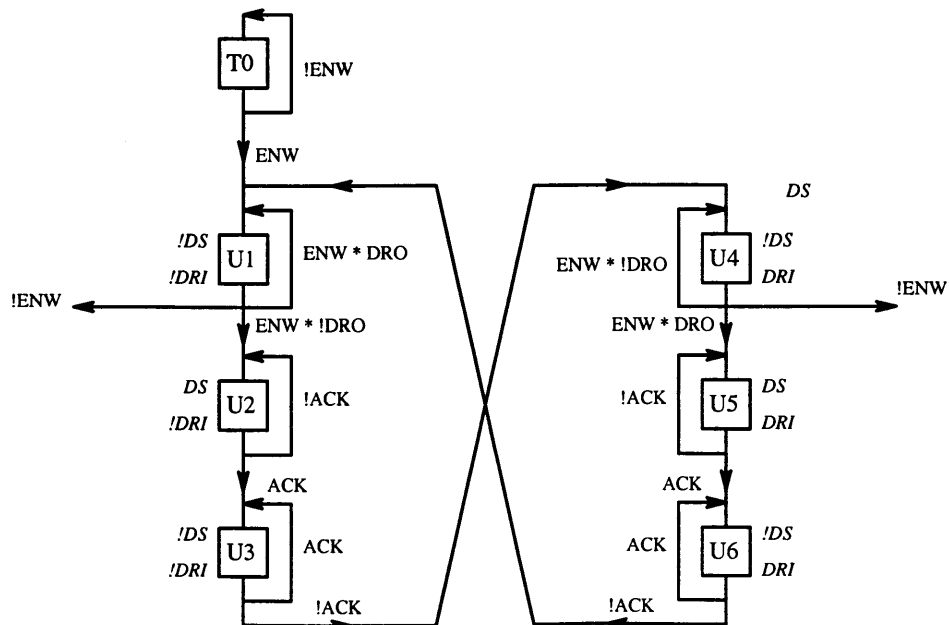 T0
!ENW
ENW
DS
!DS
U1
!DRI
ENW * DRO
ENW * !DRO
U4
!DS
DRI
!ENW
!ENW
ENW * !DRO
ENW * DRO
DS
U2
!DRI
!ACK
!ACK
U5
DS
DRI
ACK
ACK
!DS
U3
!DRI
ACK
ACK
U6
!DS
DRI
!ACK
!ACK